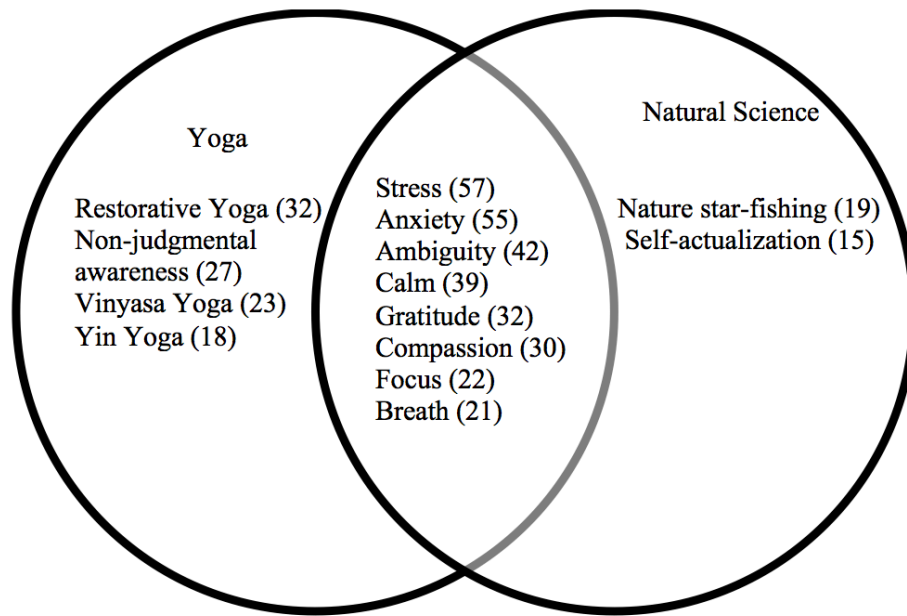 Yoga
Restorative Yoga (32)
Non-judgmental
awareness (27)
Vinyasa Yoga (23)
Yin Yoga (18)
Stress (57)
Anxiety (55)
Ambiguity (42)
Calm (39)
Gratitude (32)
Compassion (30)
Focus (22)
Breath (21)
Natural Science
Nature star-fishing (19)
Self-actualization (15)